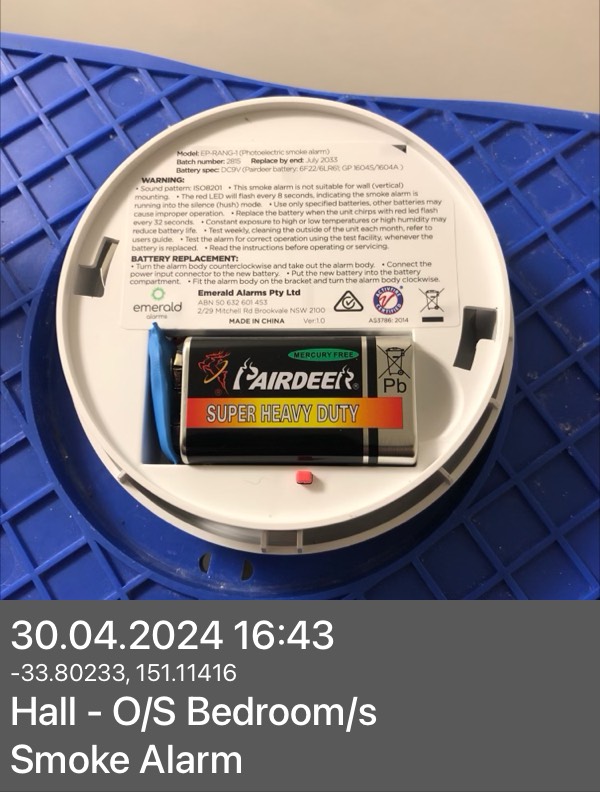 Model: EP-RANG-1 (Photoelectric smoke alarm)
Batch number: 2815 Replace by end: July 2033
Battery spec: DC9V (Pairdeer battery: 6F22/6LR61; GP 1604S/1604A )
WARNING:
• Sound pattern: ISO8201 • This smoke alarm is not suitable for wall (vertical)
mounting. • The red LED will flash every 8 seconds, indicating the smoke alarm is
running into the silence (hush) mode. • Use only specified batteries, other batteries may
cause improper operation. • Replace the battery when the unit chirps with red led flash
every 32 seconds. • Constant exposure to high or low temperatures or high humidity may
reduce battery life. • Test weekly, cleaning the outside of the unit each month, refer to
users guide. • Test the alarm for correct operation using the test facility, whenever the
battery is replaced. • Read the instructions before operating or servicing.
BATTERY REPLACEMENT:
• Turn the alarm body counterclockwise and take out the alarm body. • Connect the
power input connector to the new battery. • Put the new battery into the battery
compartment. • Fit the alarm body on the bracket and turn the alarm body clockwise.
emerald
alarms
Emerald Alarms Pty Ltd
ABN 50 632 601 453
2/29 Mitchell Rd Brookvale NSW 2100
MADE IN CHINA Ver:1.0
AS3786: 2014
MERCURY FREE
PAIRDEER
SUPER HEAVY DUTY
Pb
30.04.2024 16:43
-33.80233, 151.11416
Hall - O/S Bedroom/s
Smoke Alarm